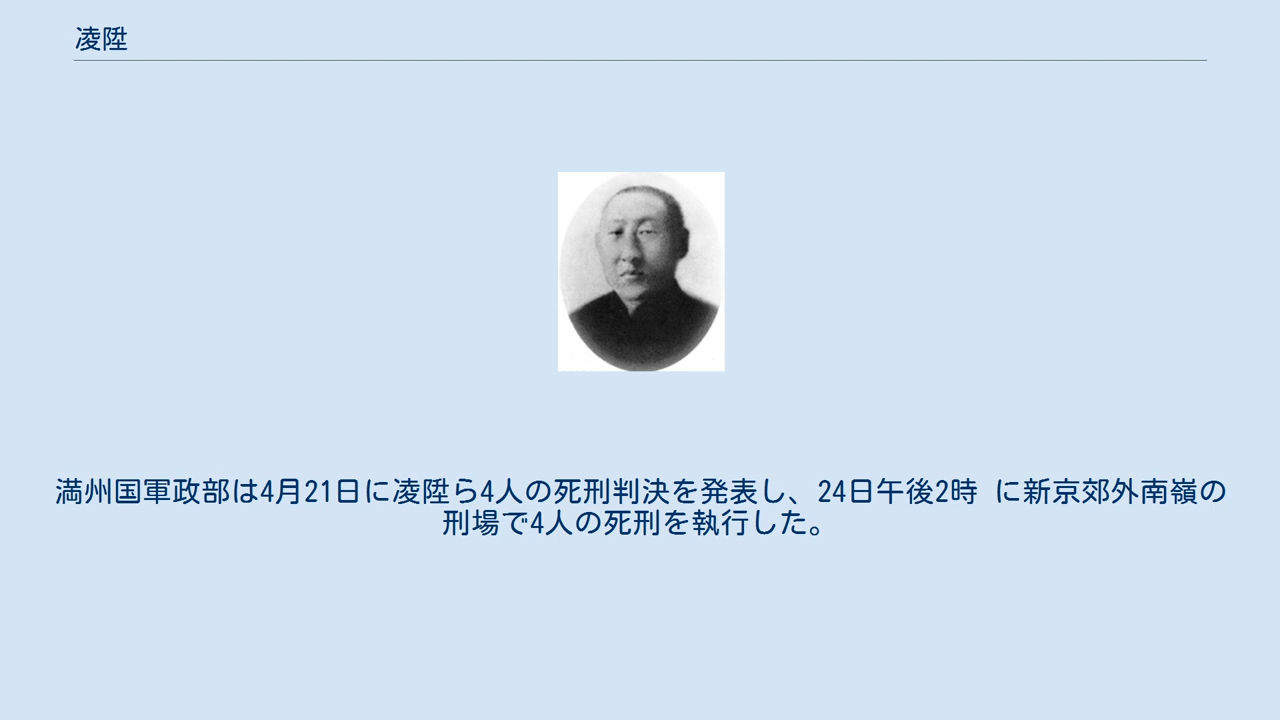 凌陞
満州国軍政部は4月21日に凌陞ら4人の死刑判決を発表し、24日午後2時 に新京郊外南嶺の
刑場で4人の死刑を執行した。